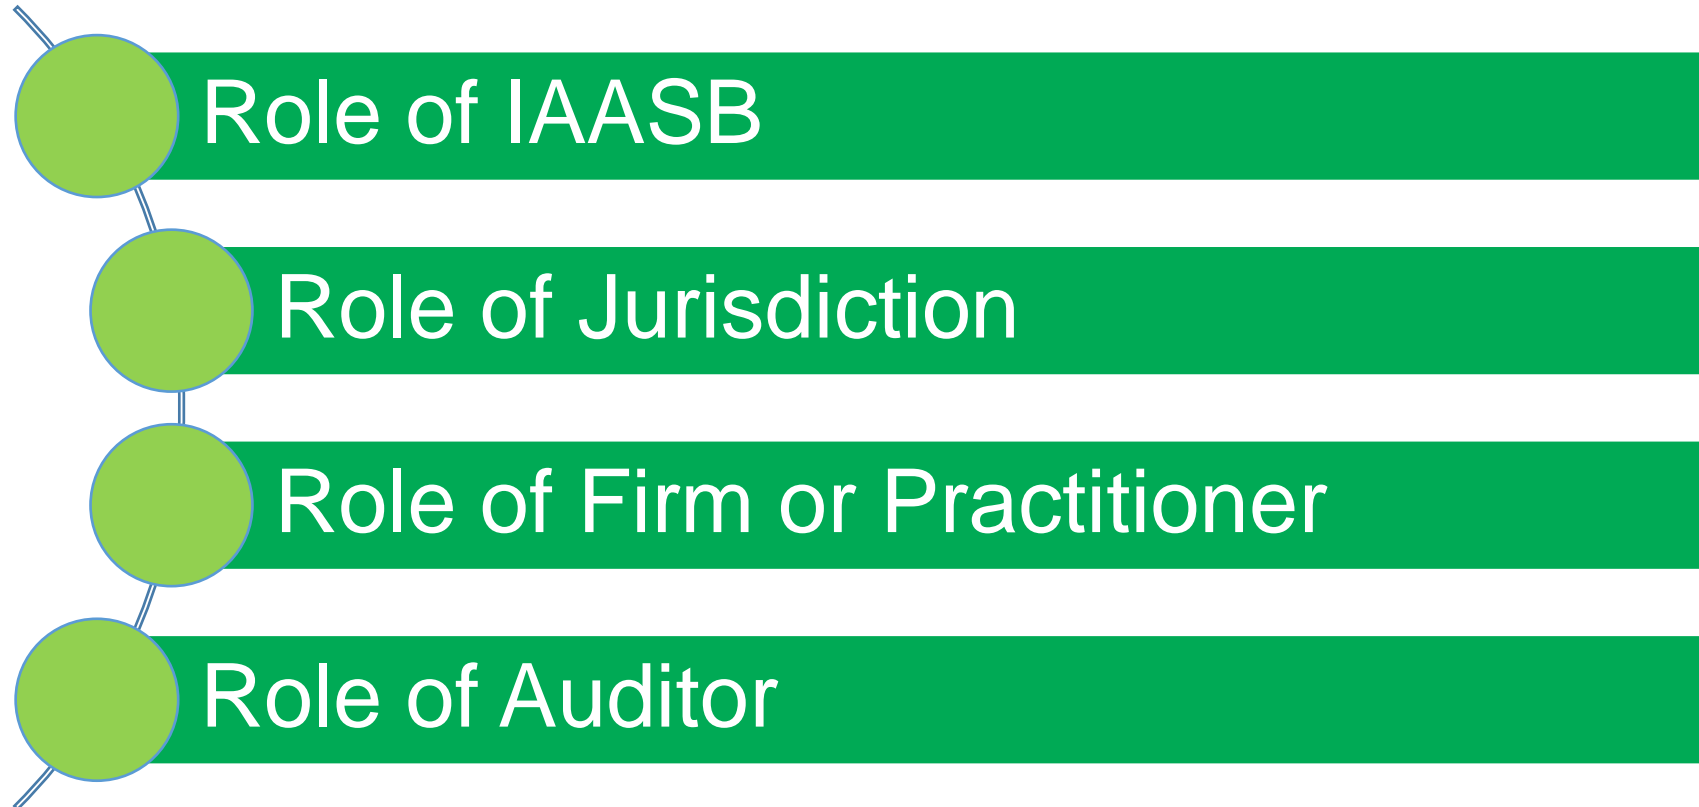 Role of IAASB
Role of Jurisdiction
Role of Firm or Practitioner
Role of Auditor